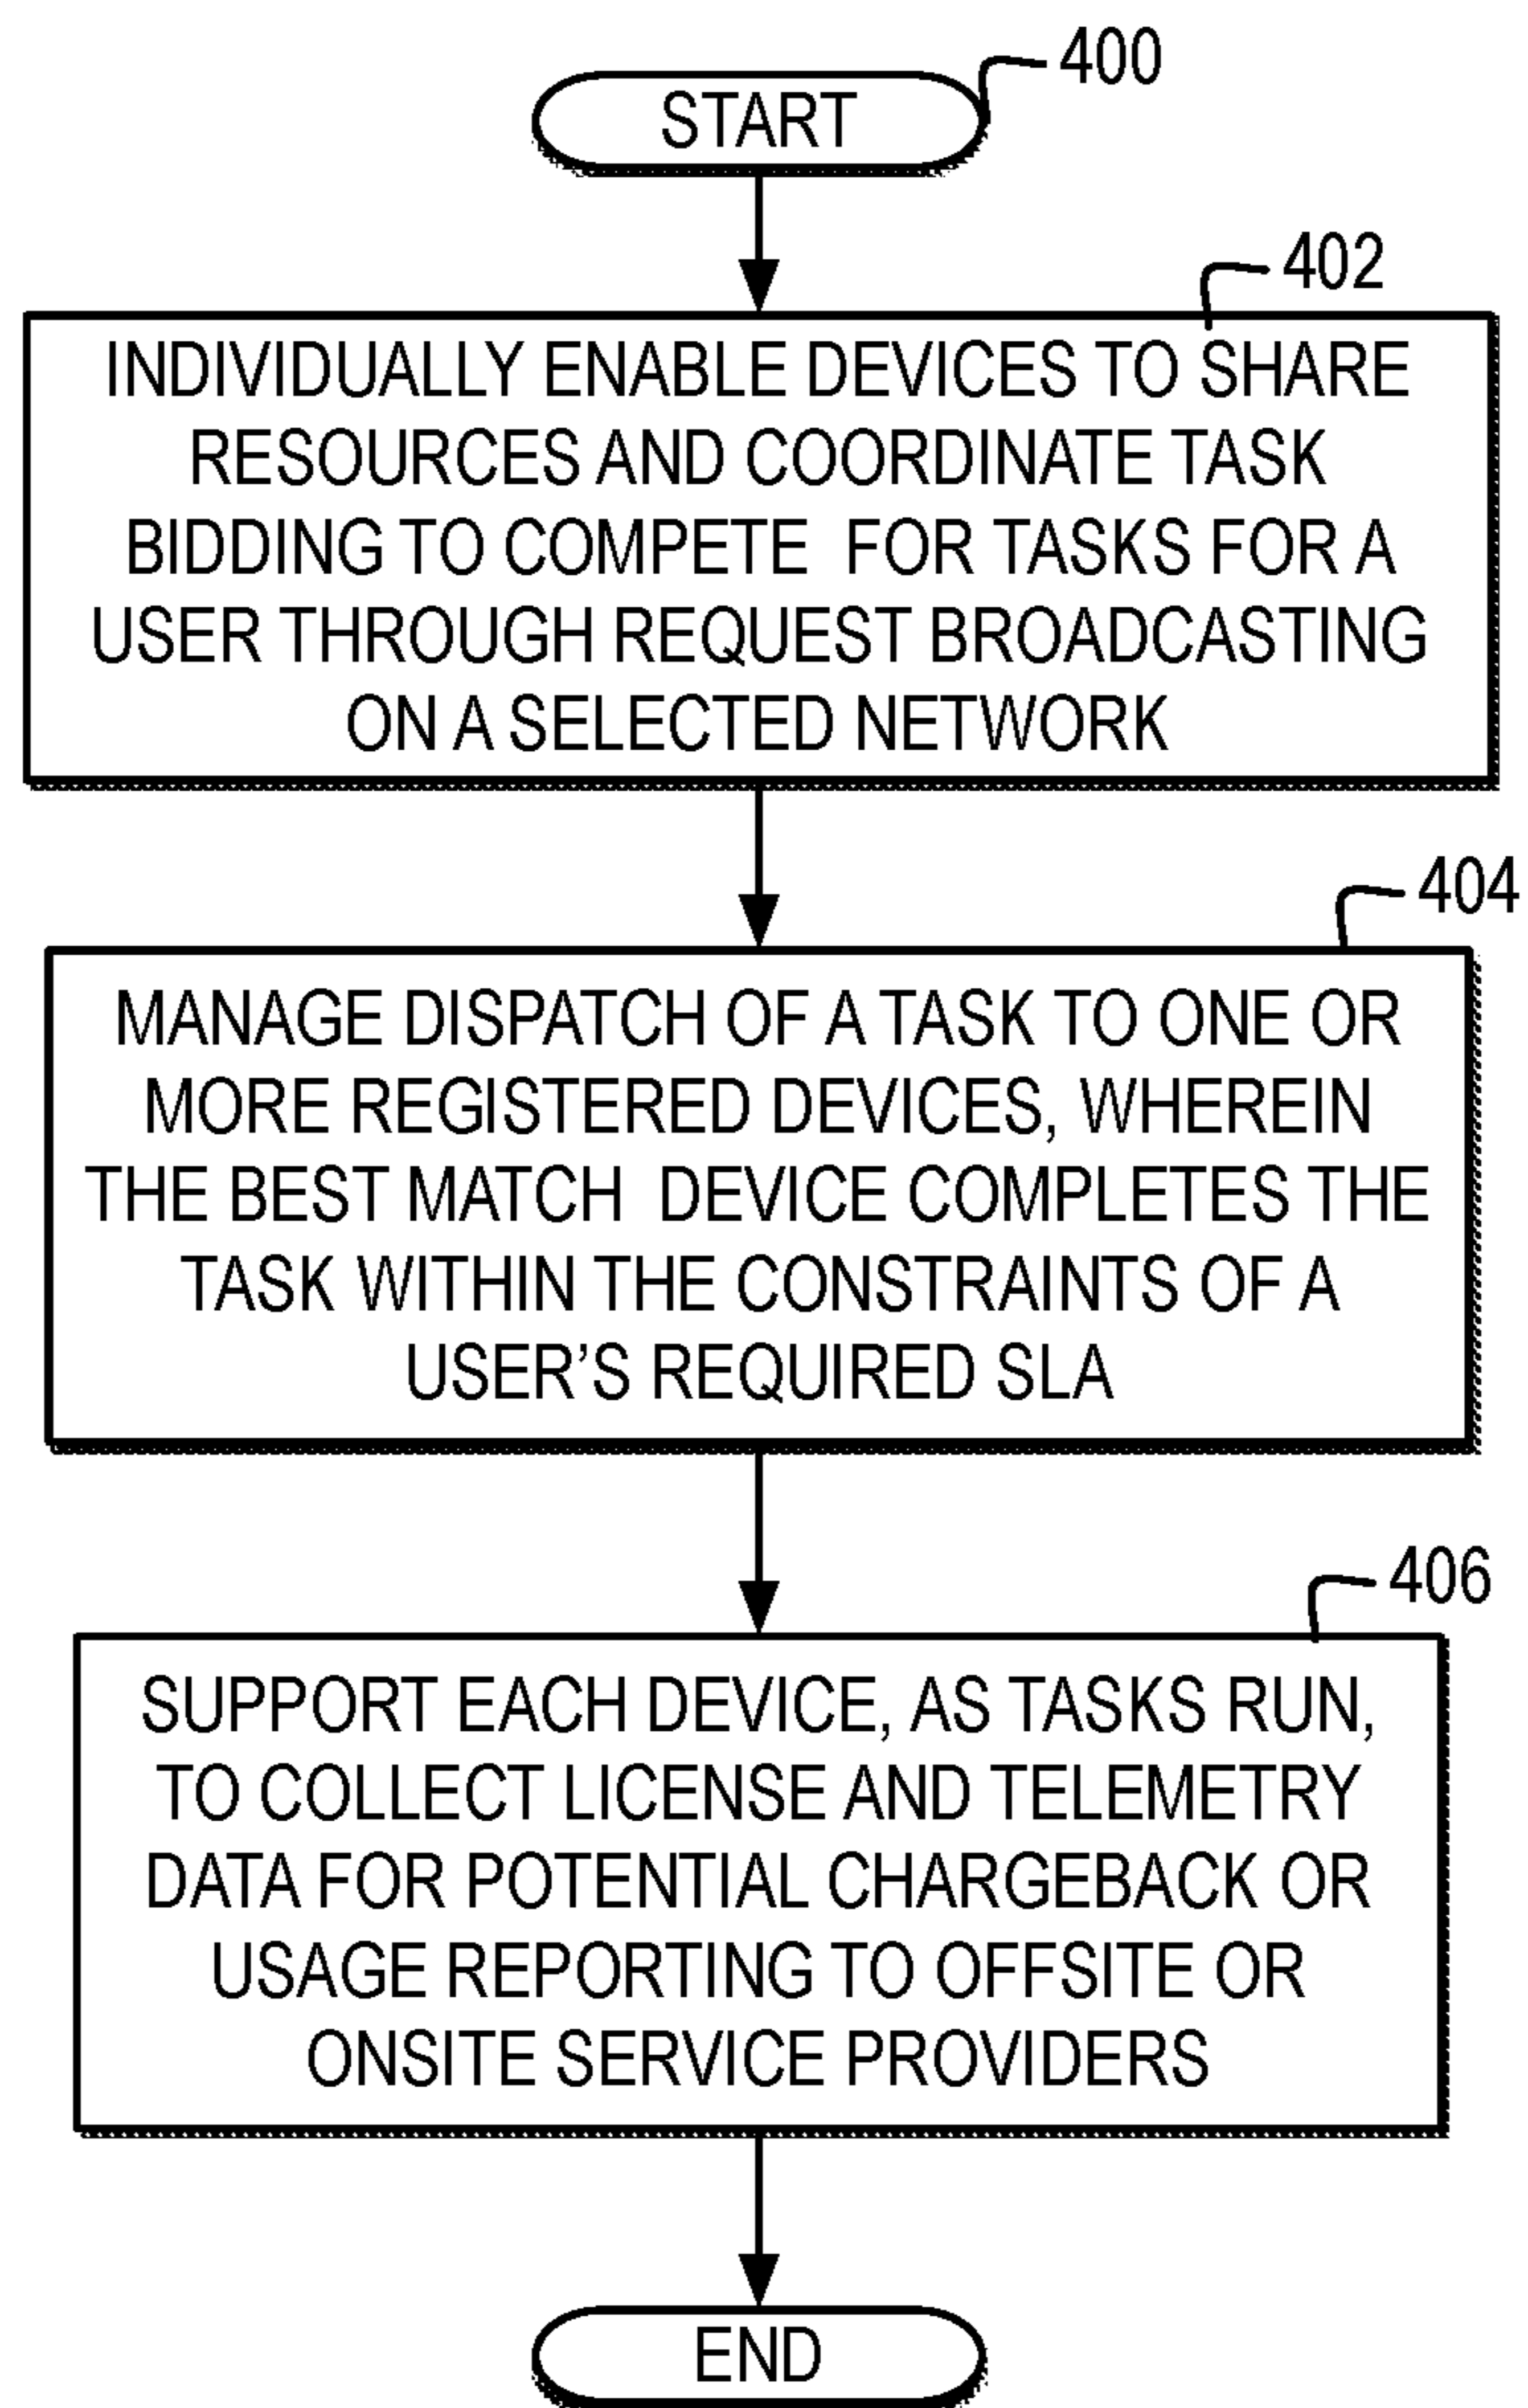 400
START
402
INDIVIDUALLY ENABLE DEVICES TO SHARE
RESOURCES AND COORDINATE TASK
BIDDING TO COMPETE FOR TASKS FOR A
USER THROUGH REQUEST BROADCASTING
ON A SELECTED NETWORK
404
MANAGE DISPATCH OF A TASK TO ONE OR
MORE REGISTERED DEVICES, WHEREIN
THE BEST MATCH DEVICE COMPLETES THE
TASK WITHIN THE CONSTRAINTS OF A
USER’S REQUIRED SLA
406
SUPPORT EACH DEVICE, AS TASKS RUN,
TO COLLECT LICENSE AND TELEMETRY
DATA FOR POTENTIAL CHARGEBACK OR
USAGE REPORTING TO OFFSITE OR
ONSITE SERVICE PROVIDERS
END